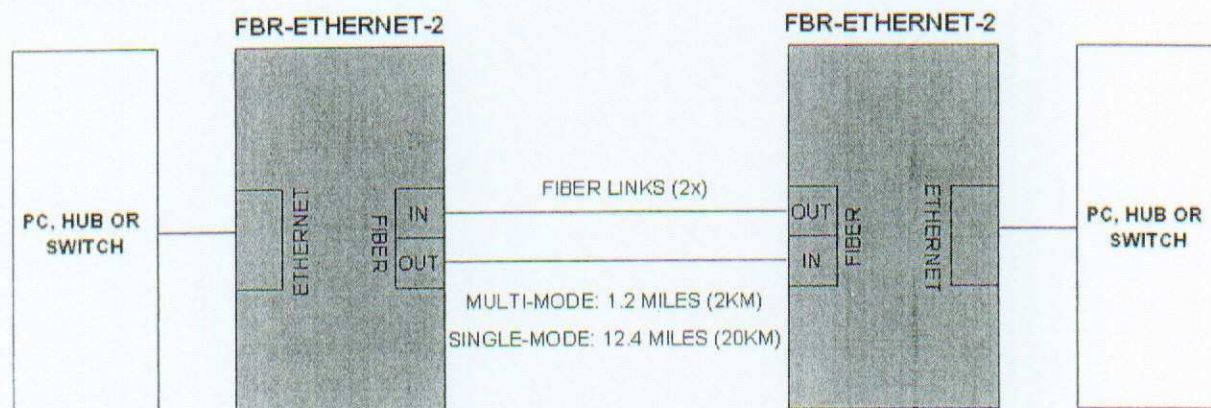 FBR-ETHERNET-2
FBR-ETHERNET-2
PC, HUB OR
SWITCH
ETHERNET
FIBER
IN
OUT
FIBER LINKS (2x)
MULTI-MODE: 1.2 MILES (2KM)
SINGLE-MODE: 12.4 MILES (20KM)
OUT
IN
FIBER
ETHERNET
PC, HUB OR
SWITCH